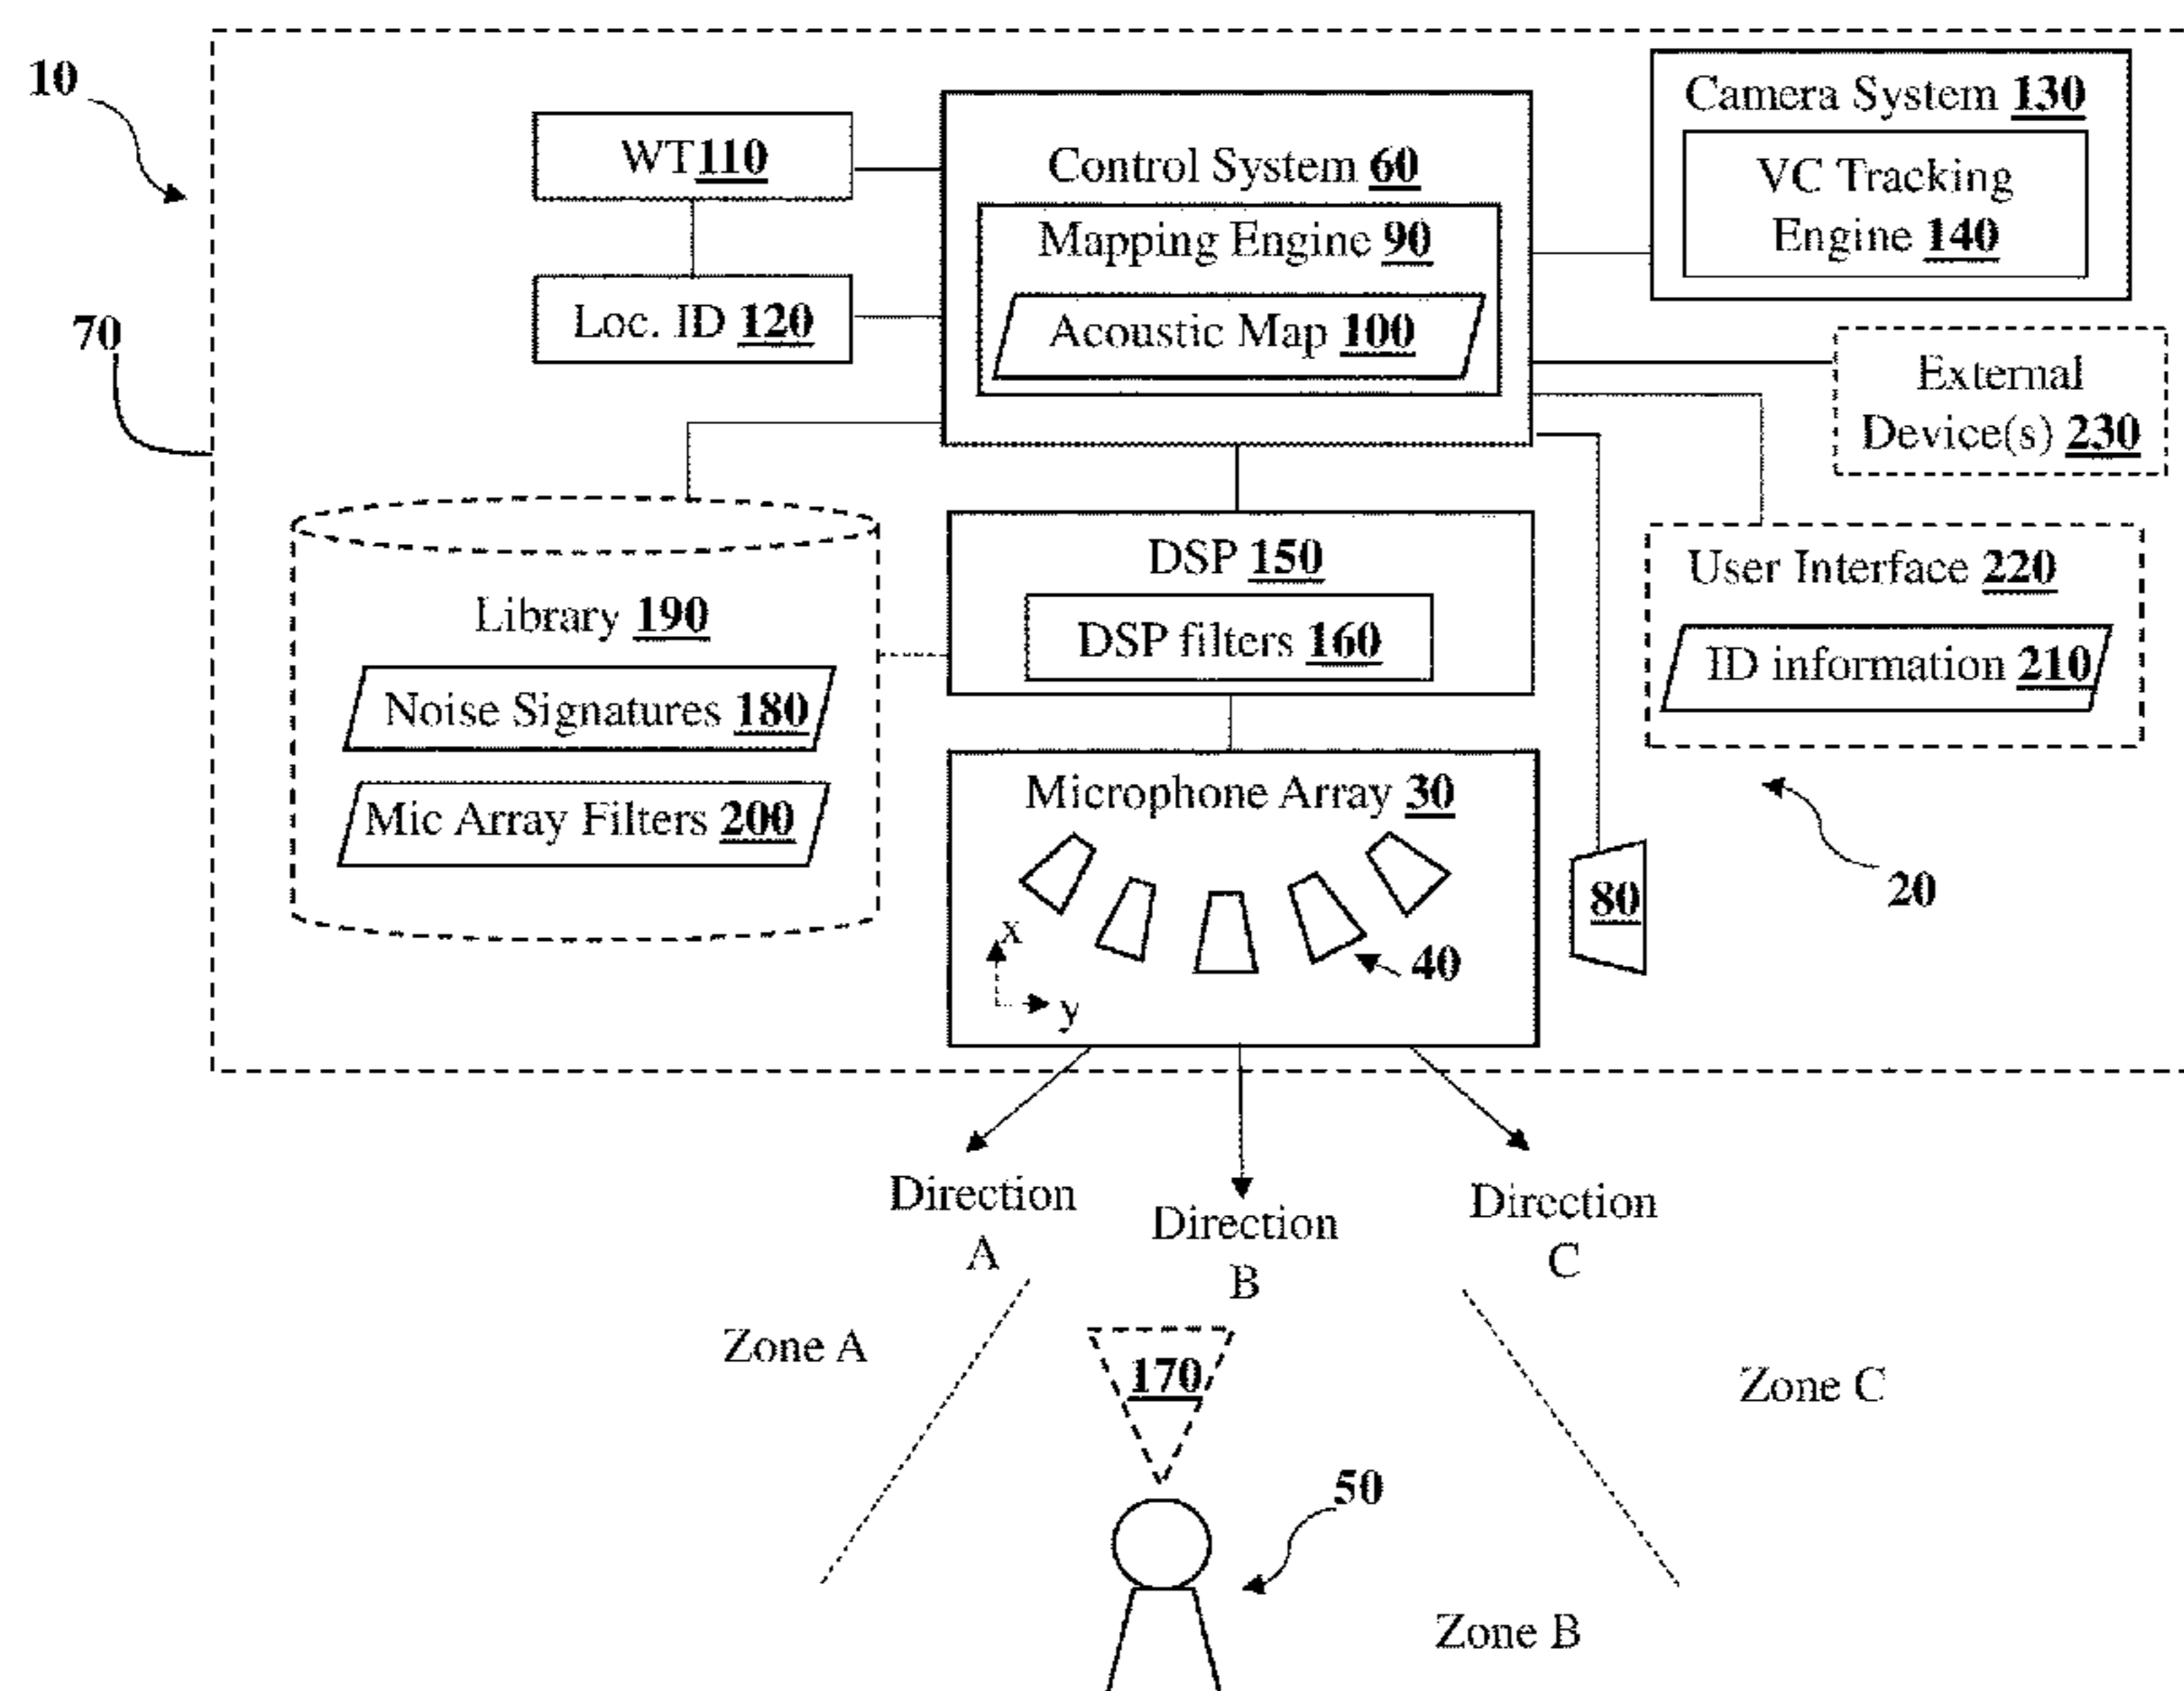 10
WT110
Control System 60
Camera System 130
VC Tracking
Engine 140
Mapping Engine 90
Loc. ID 120
Acoustic Map 100
70
External
Device(s) 230
DSP 150
DSP filters 160
User Interface 220
ID information 210
Library 190
Noise Signatures 180
Mic Array Filters 200
Microphone Array 30
x
y
40
80
20
Direction
A
Direction
B
Direction
C
Zone A
170
Zone C
50
Zone B